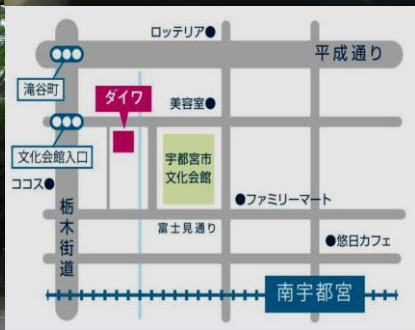 ロッテリア●
平成通り
滝谷町
ダイワ
美容室●
文化会館入口
宇都宮市
文化会館
ココス●
●ファミリーマート
栃木街道
富士見通り
●悠日カフェ
南宇都宮